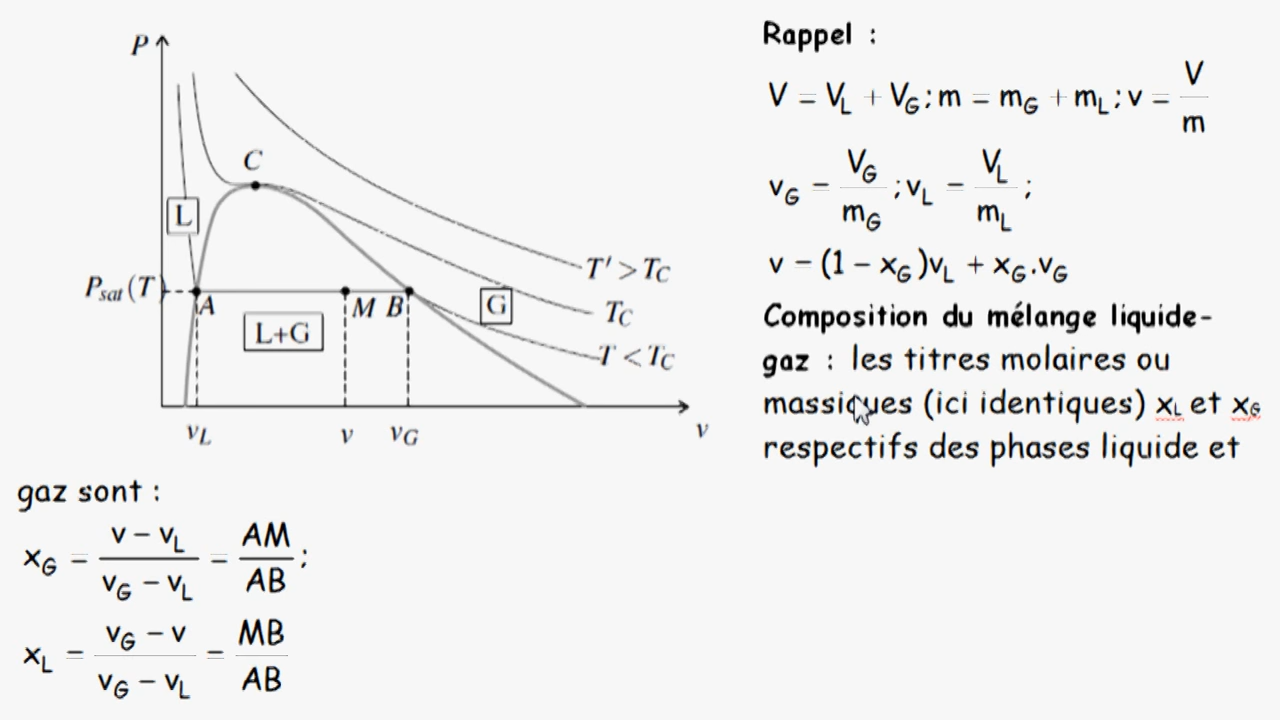 P
C
L
P_sat(T)
A
M
B
G
L+G
T' > T_C
T_C
T < T_C
v_L
v
v_G
v
Rappel :
V = V_L + V_G ; m = m_G + m_L ; v = V/m
v_G = V_G/m_G ; v_L = V_L/m_L ;
v = (1 − x_G)v_L + x_G.v_G
Composition du mélange liquide-
gaz : les titres molaires ou
massiques (ici identiques) x_L et x_G
respectifs des phases liquide et
gaz sont :
x_G = (v − v_L)/(v_G − v_L) = AM/AB ;
x_L = (v_G − v)/(v_G − v_L) = MB/AB